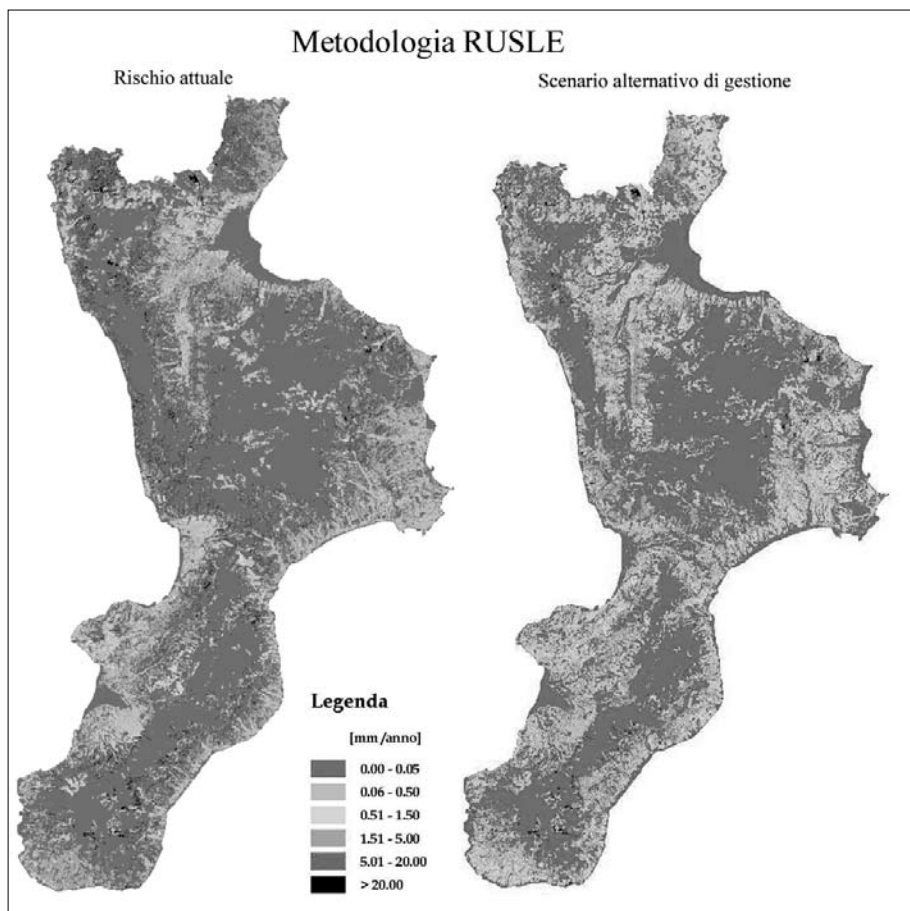 Metodologia RUSLE
Rischio attuale
Scenario alternativo di gestione
Legenda
[mm/anno]
0.00 - 0.05
0.06 - 0.50
0.51 - 1.50
1.51 - 5.00
5.01 - 20.00
> 20.00